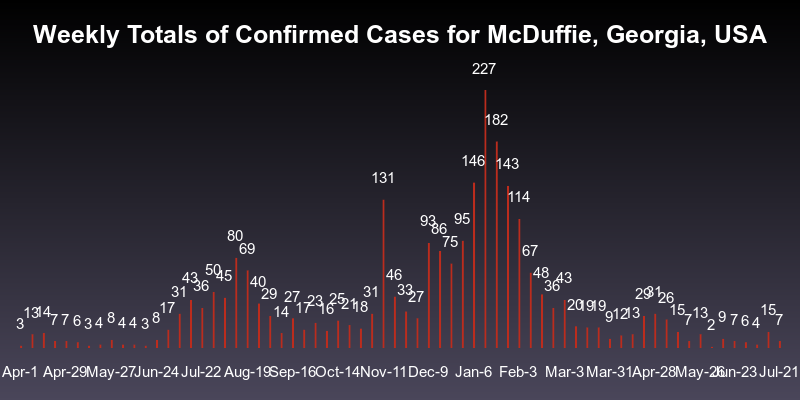 Weekly Totals of Confirmed Cases for McDuffie, Georgia, USA
3 13 14 7 7 6 3 4 8 4 4 3 8 17 31 43 36 50 45 80 69 40 29 14 27 17 23 16 25 21 18 31 131 46 33 27 93 86 75 95 146 227 182 143 114 67 48 36 43 20 19 19 9 12 13 29 31 26 15 7 13 2 9 7 6 4 15 7
Apr-1 Apr-29 May-27 Jun-24 Jul-22 Aug-19 Sep-16 Oct-14 Nov-11 Dec-9 Jan-6 Feb-3 Mar-3 Mar-31 Apr-28 May-26 Jun-23 Jul-21